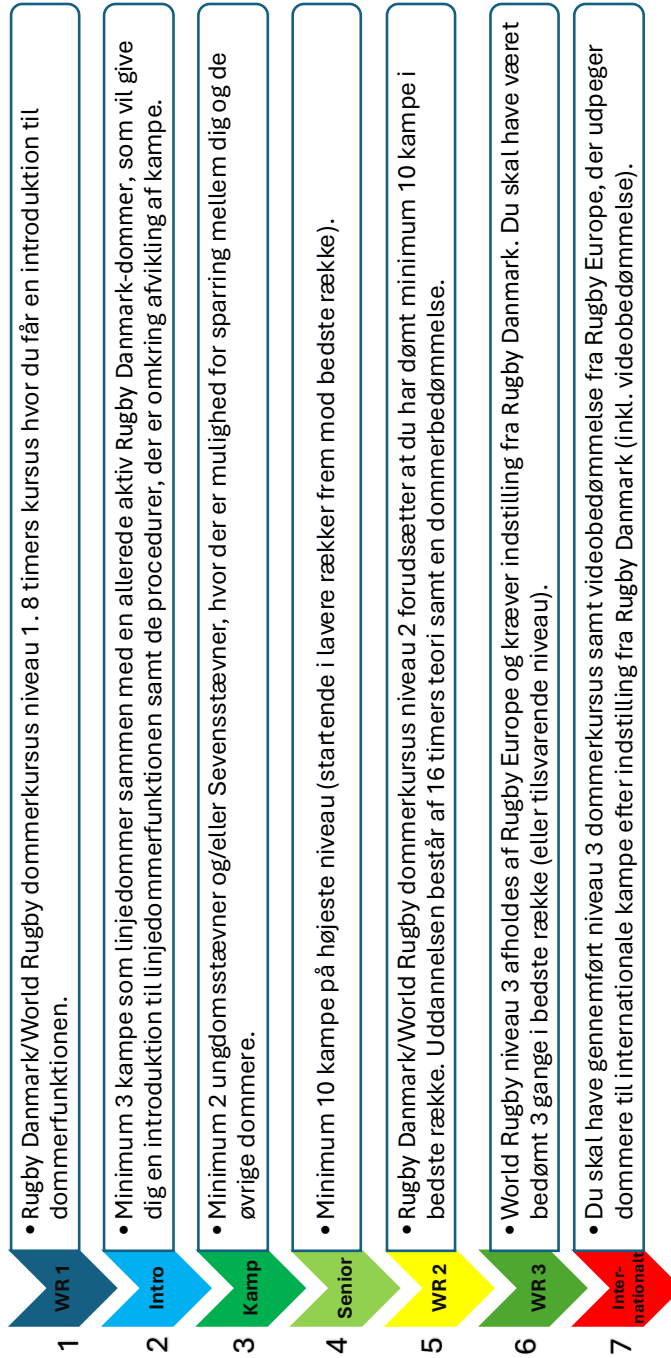 1
WR 1
• Rugby Danmark/World Rugby dommerkursus niveau 1. 8 timers kursus hvor du får en introduktion til
dommerfunktionen.
2
Intro
• Minimum 3 kampe som linjedommer sammen med en allerede aktiv Rugby Danmark-dommer, som vil give
dig en introduktion til linjedommerfunktionen samt de procedurer, der er omkring afvikling af kampe.
3
Kamp
• Minimum 2 ungdomsstævner og/eller Sevensstævner, hvor der er mulighed for sparring mellem dig og de
øvrige dommere.
4
Senior
• Minimum 10 kampe på højeste niveau (startende i lavere rækker frem mod bedste række).
5
WR 2
• Rugby Danmark/World Rugby dommerkursus niveau 2 forudsætter at du har dømt minimum 10 kampe i
bedste række. Uddannelsen består af 16 timers teori samt en dommerbedømmelse.
6
WR 3
• World Rugby niveau 3 afholdes af Rugby Europe og kræver indstilling fra Rugby Danmark. Du skal have været
bedømt 3 gange i bedste række (eller tilsvarende niveau).
7
Inter-
nationalt
• Du skal have gennemført niveau 3 dommerkursus samt videobedømmelse fra Rugby Europe, der udpeger
dommere til internationale kampe efter indstilling fra Rugby Danmark (inkl. videobedømmelse).